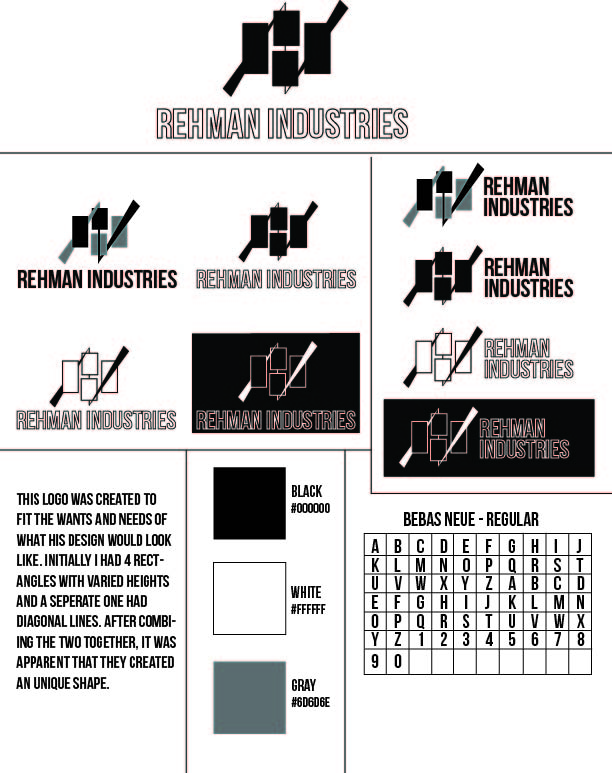 REHMAN INDUSTRIES
REHMAN INDUSTRIES
REHMAN INDUSTRIES
REHMAN INDUSTRIES
REHMAN INDUSTRIES
REHMAN
INDUSTRIES
REHMAN
INDUSTRIES
REHMAN
INDUSTRIES
REHMAN
INDUSTRIES
THIS LOGO WAS CREATED TO
FIT THE WANTS AND NEEDS OF
WHAT HIS DESIGN WOULD LOOK
LIKE. INITIALLY I HAD 4 RECT-
ANGLES WITH VARIED HEIGHTS
AND A SEPERATE ONE HAD
DIAGONAL LINES. AFTER COMBI-
ING THE TWO TOGETHER, IT WAS
APPARENT THAT THEY CREATED
AN UNIQUE SHAPE.
BLACK
#000000
WHITE
#FFFFFF
GRAY
#6D6D6E
BEBAS NEUE - REGULAR
A B C D E F G H I J
K L M N O P Q R S T
U V W X Y Z A B C D
E F G H I J K L M N
O P Q R S T U V W X
Y Z 1 2 3 4 5 6 7 8
9 0